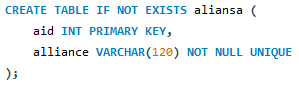 CREATE TABLE IF NOT EXISTS aliansa (
    aid INT PRIMARY KEY,
    alliance VARCHAR(120) NOT NULL UNIQUE
);